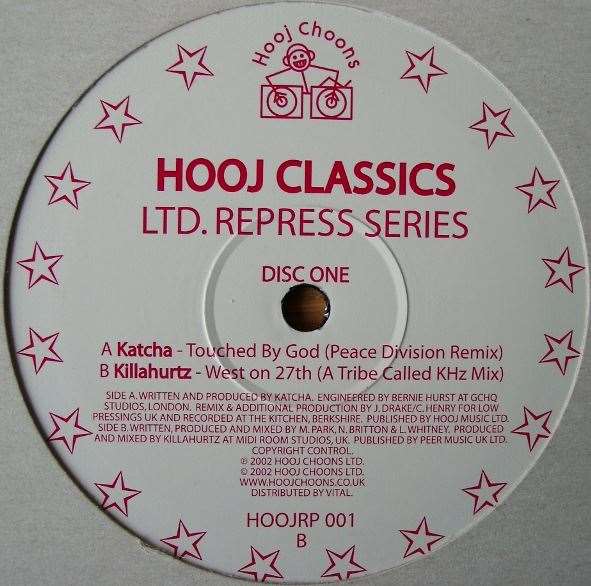 Hooj Choons
HOOJ CLASSICS
LTD. REPRESS SERIES
DISC ONE
A Katcha - Touched By God (Peace Division Remix)
B Killahurtz - West on 27th (A Tribe Called KHz Mix)
SIDE A. WRITTEN AND PRODUCED BY KATCHA. ENGINEERED BY BERNIE HURST AT GCHQ
STUDIOS, LONDON. REMIX & ADDITIONAL PRODUCTION BY J. DRAKE/C. HENRY FOR LOW
PRESSINGS UK AND RECORDED AT THE KITCHEN, BERKSHIRE. PUBLISHED BY HOOJ MUSIC LTD.
SIDE B. WRITTEN, PRODUCED AND MIXED BY M. PARK, N. BRITTON & L. WHITNEY. PRODUCED
AND MIXED BY KILLAHURTZ AT MIDI ROOM STUDIOS, UK. PUBLISHED BY PEER MUSIC UK LTD.
COPYRIGHT CONTROL.
℗ 2002 HOOJ CHOONS LTD.
© 2002 HOOJ CHOONS LTD.
WWW.HOOJCHOONS.CO.UK
DISTRIBUTED BY VITAL.
HOOJRP 001
B